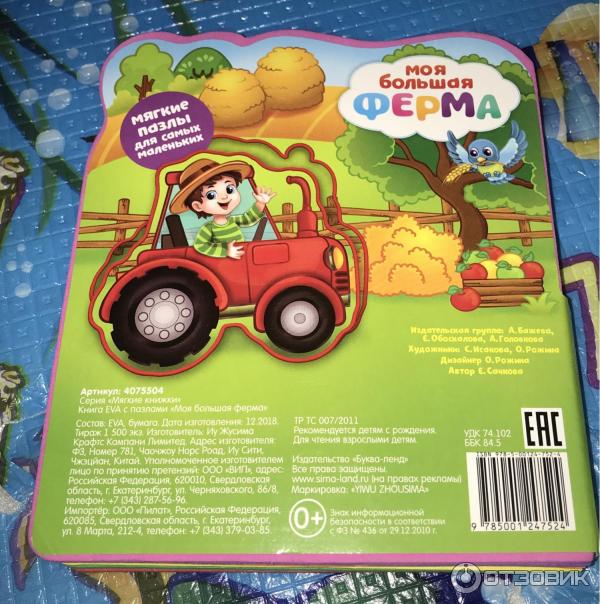 моя
большая
ФЕРМА
мягкие
пазлы
для самых
маленьких
Издательская группа: А. Бажева,
Е. Обоскалова, А. Головкова
Художники: С. Исакова, О. Рожина
Дизайнер О. Рожина
Автор Е. Сачкова
Артикул: 4075504
Серия «Мягкие книжки»
Книга EVA с пазлами «Моя большая ферма»
Состав: EVA, бумага. Дата изготовления: 12.2018.
Тираж 1 500 экз. Изготовитель: Иу Жусима
Крафтс Кампани Лимитед. Адрес изготовителя:
ФЗ, Номер 781, Чаочжоу Норс Роад, Иу Сити,
Чжэцзян, Китай. Уполномоченное изготовителем
лицо по принятию претензий: ООО «ВИП», адрес:
Российская Федерация, 620010, Свердловская
область, г. Екатеринбург, ул. Черняховского, 86/8,
телефон: +7 (343) 287-56-96.
Импортёр: ООО «Пилат», Российская Федерация,
620085, Свердловская область, г. Екатеринбург,
ул. 8 Марта, 212-4, телефон: +7 (343) 379-03-85.
ТР ТС 007/2011
Рекомендуется детям с рождения.
Для чтения взрослыми детям.
Издательство «Буква-ленд»
Все права защищены.
www.sima-land.ru (на правах рекламы)
Маркировка: «YIWU ZHOUSIMA»
0+
Знак информационной
безопасности в соответствии
с ФЗ № 436 от 29.12.2010 г.
УДК 74.102
ББК 84.5
EAC
9 785001 247524
ОТЗОВИК